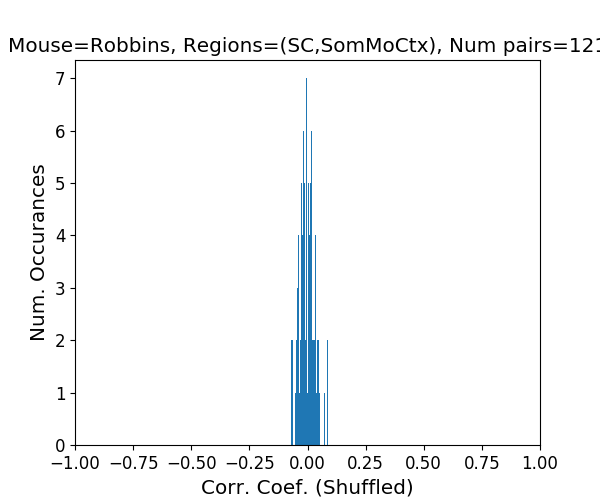 Mouse=Robbins, Regions=(SC,SomMoCtx), Num pairs=121
7
6
5
4
3
2
1
0
Num. Occurances
−1.00 −0.75 −0.50 −0.25 0.00 0.25 0.50 0.75 1.00
Corr. Coef. (Shuffled)